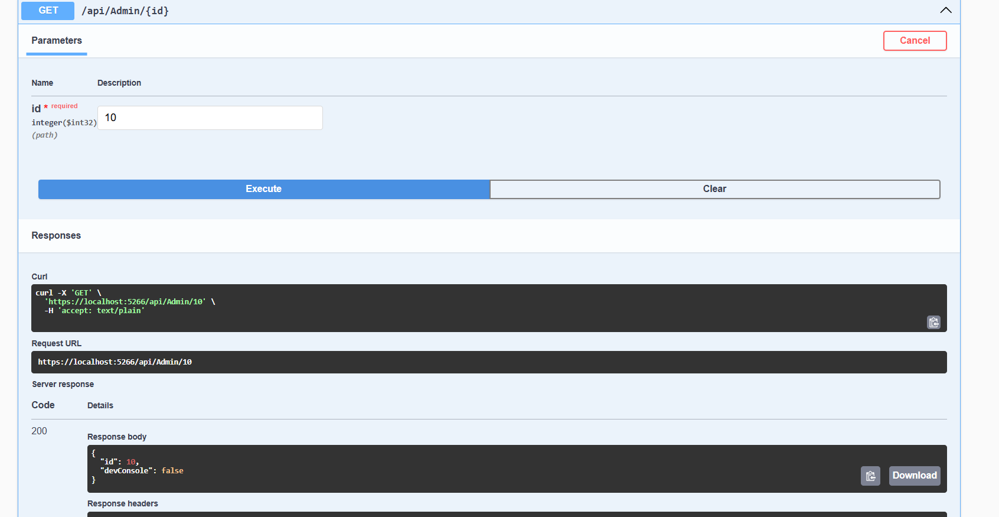 GET /api/Admin/{id}
Parameters
Cancel
Name Description
id * required
integer($int32)
(path)
10
Execute Clear
Responses
Curl
curl -X 'GET' \
  'https://localhost:5266/api/Admin/10' \
  -H 'accept: text/plain'
Request URL
https://localhost:5266/api/Admin/10
Server response
Code Details
200
Response body
{
  "id": 10,
  "devConsole": false
}
Download
Response headers